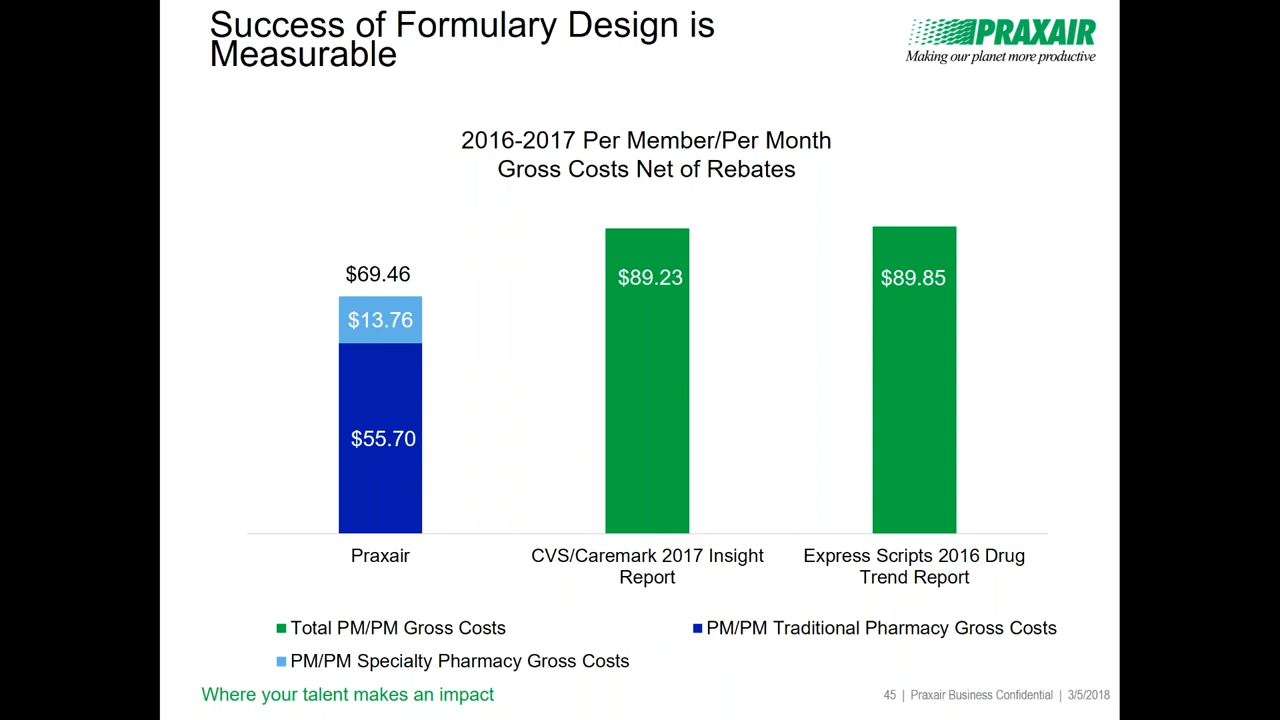 Success of Formulary Design is
Measurable
PRAXAIR
Making our planet more productive
2016-2017 Per Member/Per Month
Gross Costs Net of Rebates
$69.46
$13.76
$55.70
$89.23
$89.85
Praxair
CVS/Caremark 2017 Insight
Report
Express Scripts 2016 Drug
Trend Report
Total PM/PM Gross Costs
PM/PM Traditional Pharmacy Gross Costs
PM/PM Specialty Pharmacy Gross Costs
Where your talent makes an impact
45 | Praxair Business Confidential | 3/5/2018